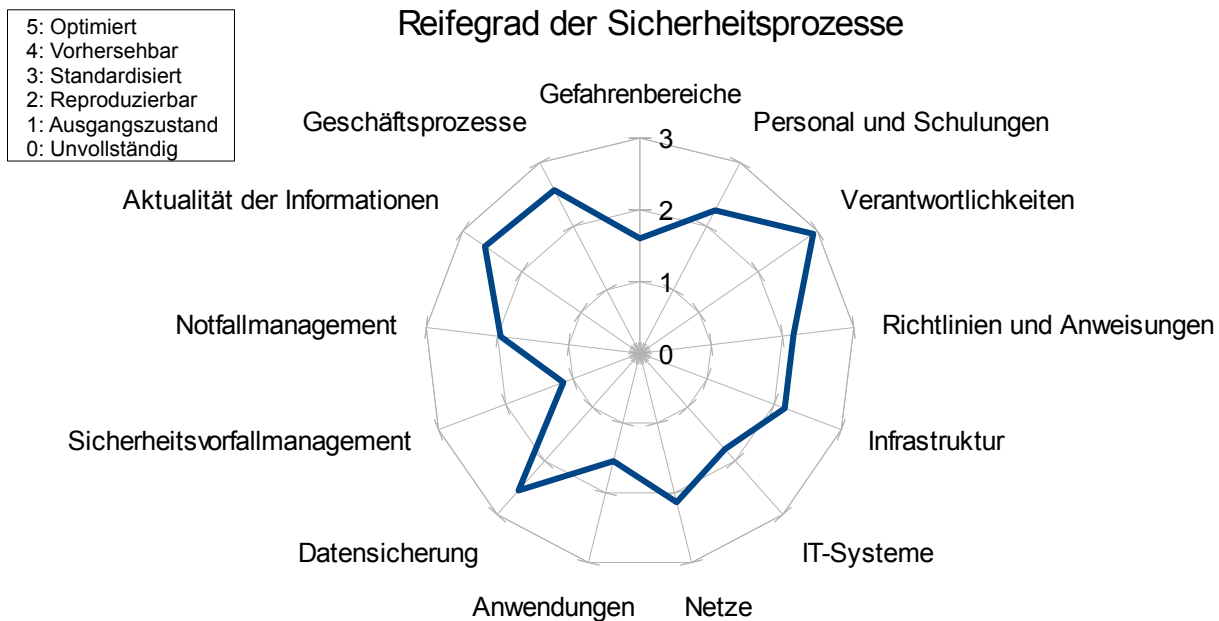 5: Optimiert
4: Vorhersehbar
3: Standardisiert
2: Reproduzierbar
1: Ausgangszustand
0: Unvollständig
Reifegrad der Sicherheitsprozesse
Gefahrenbereiche
Personal und Schulungen
Verantwortlichkeiten
Richtlinien und Anweisungen
Infrastruktur
IT-Systeme
Netze
Anwendungen
Datensicherung
Sicherheitsvorfallmanagement
Notfallmanagement
Aktualität der Informationen
Geschäftsprozesse
3
2
1
0